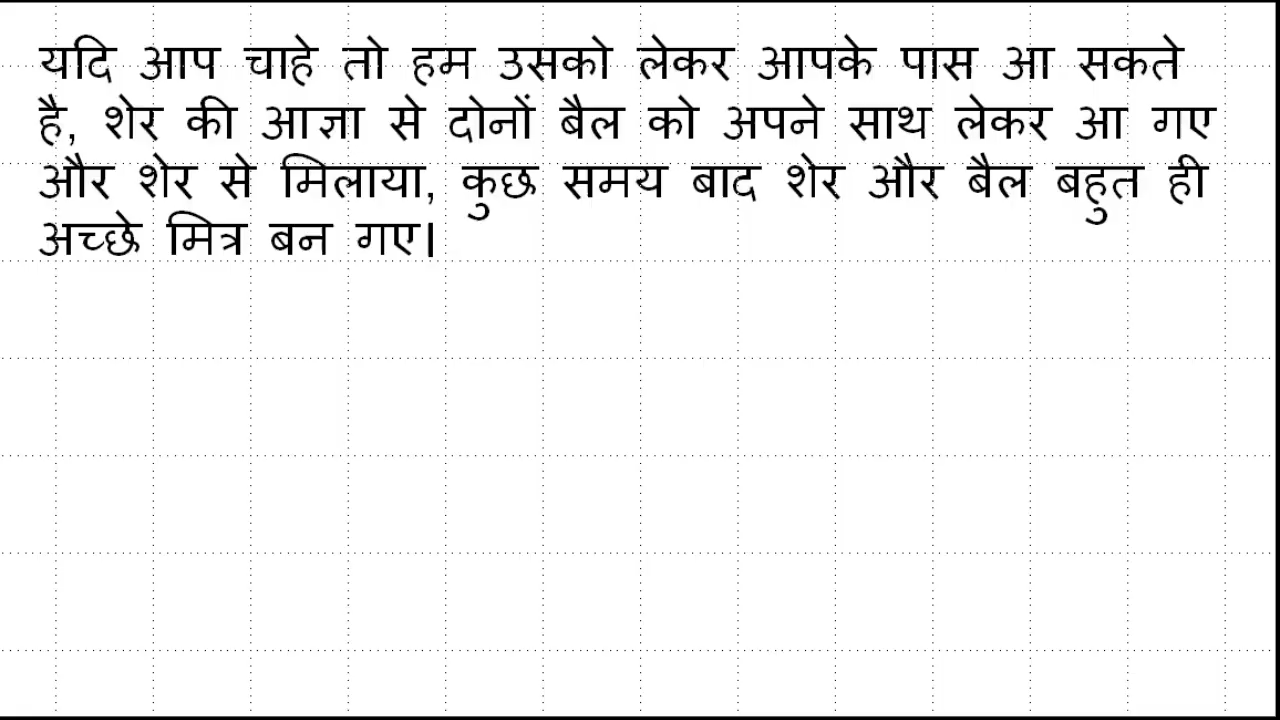 यदि आप चाहे तो हम उसको लेकर आपके पास आ सकते
है, शेर की आज्ञा से दोनों बैल को अपने साथ लेकर आ गए
और शेर से मिलाया, कुछ समय बाद शेर और बैल बहुत ही
अच्छे मित्र बन गए।